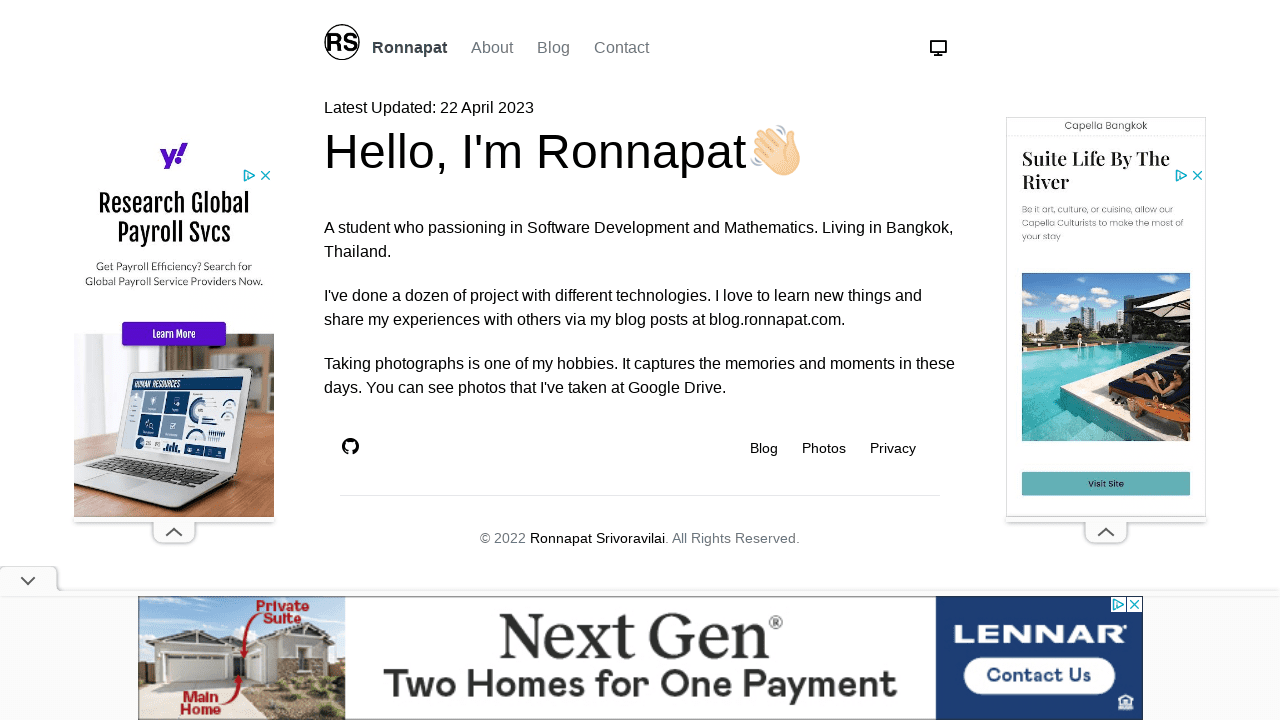 RS
Ronnapat About Blog Contact
Latest Updated: 22 April 2023
Hello, I'm Ronnapat
A student who passioning in Software Development and Mathematics. Living in Bangkok,
Thailand.
I've done a dozen of project with different technologies. I love to learn new things and
share my experiences with others via my blog posts at blog.ronnapat.com.
Taking photographs is one of my hobbies. It captures the memories and moments in these
days. You can see photos that I've taken at Google Drive.
Blog Photos Privacy
© 2022 Ronnapat Srivoravilai. All Rights Reserved.
y!
Research Global
Payroll Svcs
Get Payroll Efficiency? Search for
Global Payroll Service Providers Now.
Learn More
HUMAN RESOURCES
Capella Bangkok
Suite Life By The
River
Be it art, culture, or cuisine, allow our
Capella Culturists to make the most of
your stay
Visit Site
Private
Suite
Main
Home
Next Gen®
Two Homes for One Payment
LENNAR®
Contact Us